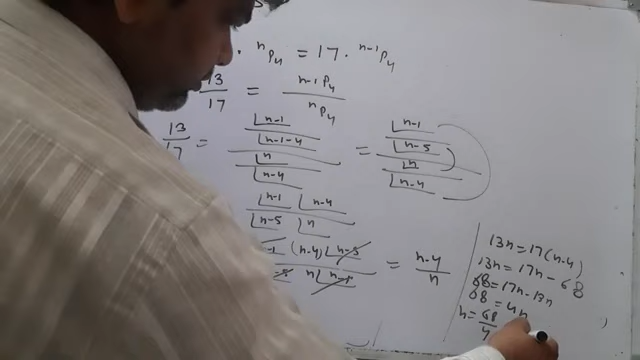 · ⁿP₄ = 17 · ⁿ⁻¹P₄
13/17 = ⁿ⁻¹P₄ / ⁿP₄
13/17 = (⌊n-1 / ⌊n-1-4) / (⌊n / ⌊n-4) = (⌊n-1 / ⌊n-5) / (⌊n / ⌊n-4)
⌊n-1 ⌊n-4 / ⌊n-5 ⌊n
-1 (n-4) ⌊n-5 / n ⌊n-1 = n-4 / n
13n = 17(n-4)
13n = 17n - 68
68 = 17n - 13n
68 = 4n
n = 68/4